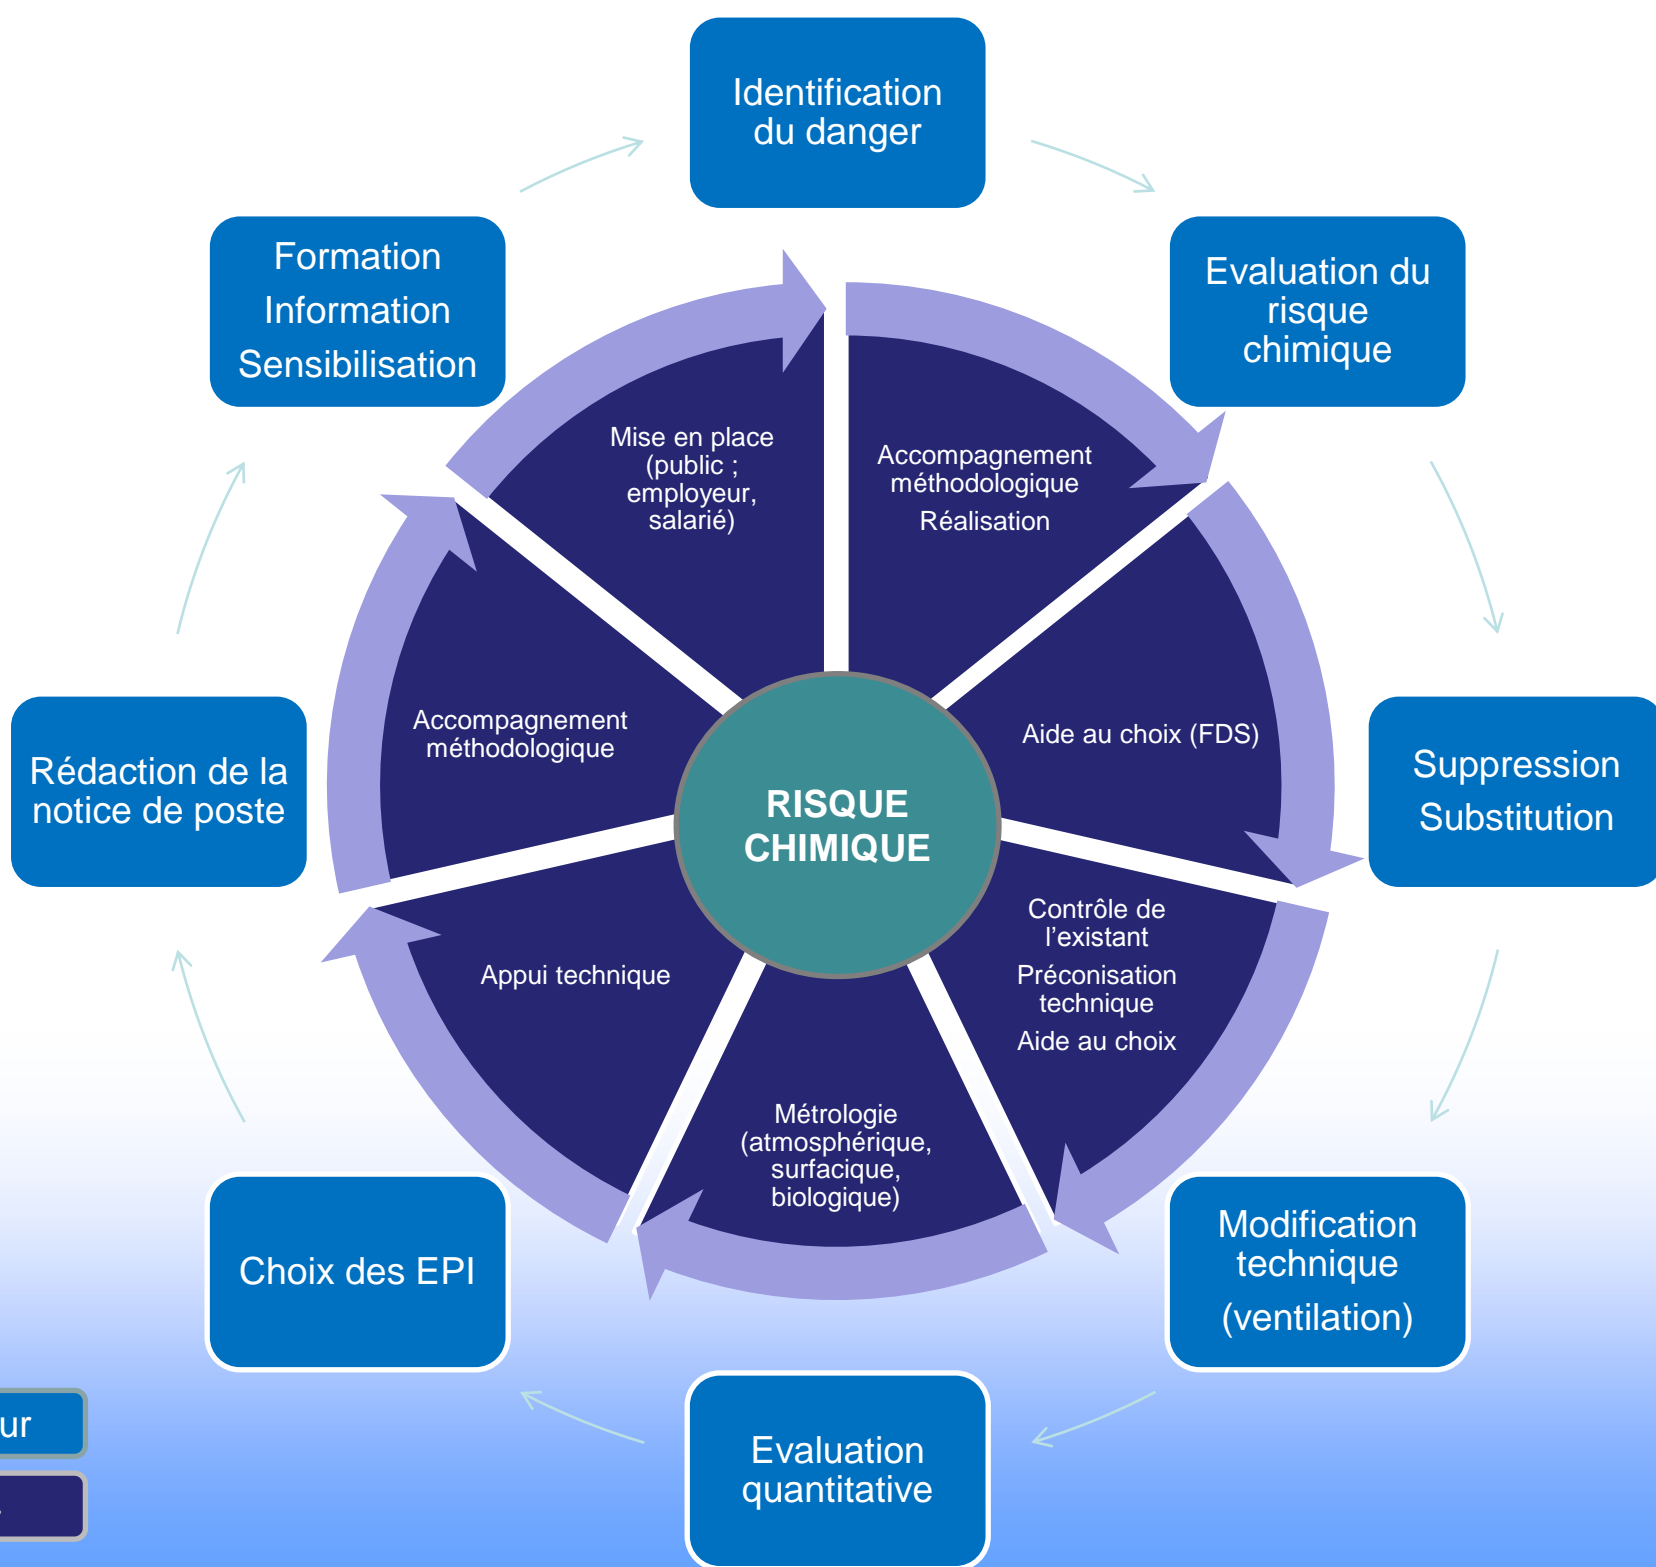 Identification
du danger
Evaluation du
risque
chimique
Suppression
Substitution
Modification
technique
(ventilation)
Evaluation
quantitative
Choix des EPI
Rédaction de la
notice de poste
Formation
Information
Sensibilisation
Accompagnement
méthodologique
Réalisation
Aide au choix (FDS)
Contrôle de
l’existant
Préconisation
technique
Aide au choix
Métrologie
(atmosphérique,
surfacique,
biologique)
Appui technique
Accompagnement
méthodologique
Mise en place
(public ;
employeur,
salarié)
RISQUE
CHIMIQUE
ur